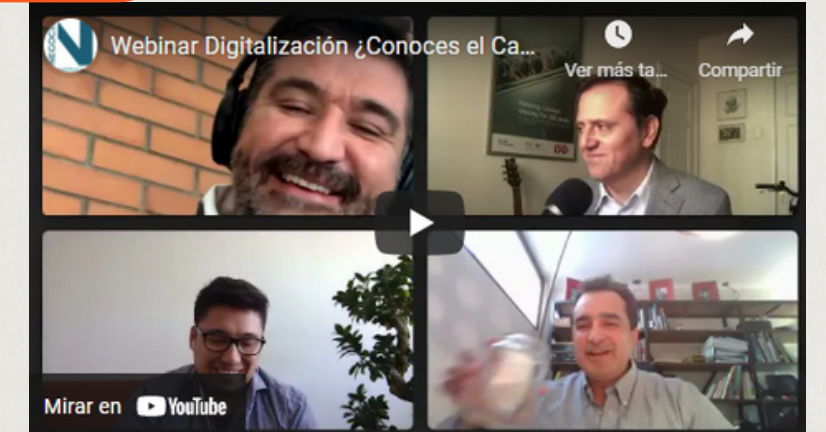 Webinar Digitalización ¿Conoces el Ca...
Ver más ta...
Compartir
Mirar en YouTube